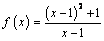 f(x) = ((x−1)² + 1)/(x−1)